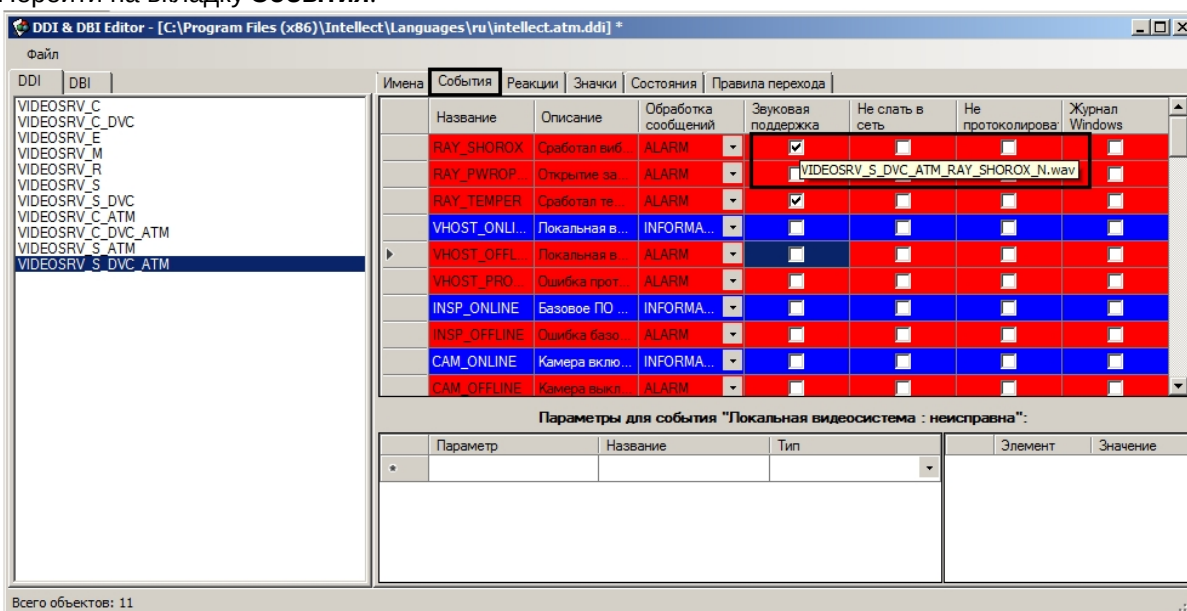 Перейти на вкладку События.
DDI & DBI Editor - [C:\Program Files (x86)\Intellect\Languages\ru\intellect.atm.ddi] *
Файл
DDI DBI
Имена События Реакции Значки Состояния Правила перехода
VIDEOSRV_C
VIDEOSRV_C_DVC
VIDEOSRV_E
VIDEOSRV_M
VIDEOSRV_R
VIDEOSRV_S
VIDEOSRV_S_DVC
VIDEOSRV_C_ATM
VIDEOSRV_C_DVC_ATM
VIDEOSRV_S_ATM
VIDEOSRV_S_DVC_ATM
Название Описание Обработка сообщений Звуковая поддержка Не слать в сеть Не протоколироват Журнал Windows
RAY_SHOROX Сработал виб... ALARM
RAY_PWROP... Открытие за... ALARM
VIDEOSRV_S_DVC_ATM_RAY_SHOROX_N.wav
RAY_TEMPER Сработал те... ALARM
VHOST_ONLI... Локальная в... INFORMA...
VHOST_OFFL... Локальная в... ALARM
VHOST_PRO... Ошибка прот... ALARM
INSP_ONLINE Базовое ПО ... INFORMA...
INSP_OFFLINE Ошибка базо... ALARM
CAM_ONLINE Камера вклю... INFORMA...
CAM_OFFLINE Камера выкл... ALARM
Параметры для события "Локальная видеосистема : неисправна":
Параметр Название Тип Элемент Значение
Всего объектов: 11